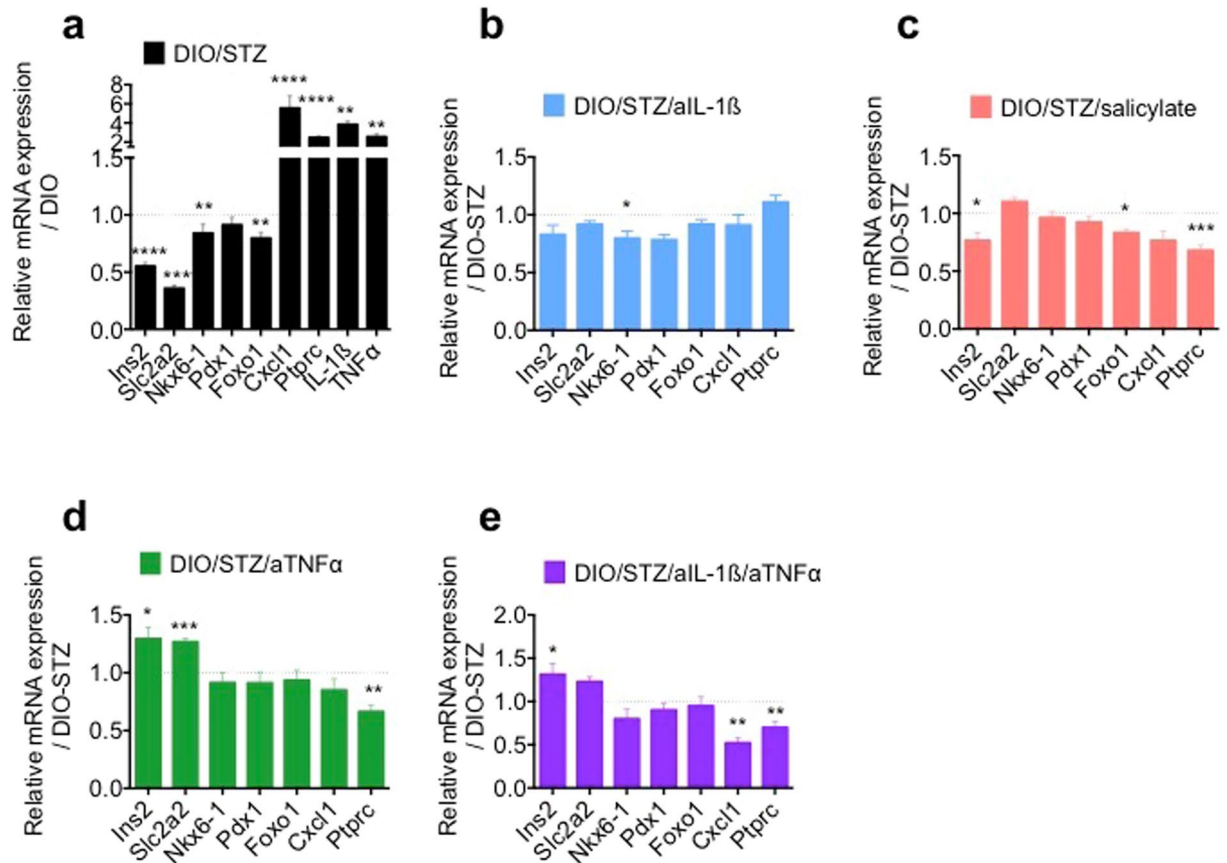 a
DIO/STZ
Relative mRNA expression
/ DIO
8
6
4
2
1.5
1.0
0.5
0.0
****
***
**
**
****
****
**
**
Ins2
Slc2a2
Nkx6-1
Pdx1
Foxo1
Cxcl1
Ptprc
IL-1ß
TNFα
b
DIO/STZ/aIL-1ß
Relative mRNA expression
/ DIO-STZ
1.5
1.0
0.5
0.0
*
Ins2
Slc2a2
Nkx6-1
Pdx1
Foxo1
Cxcl1
Ptprc
c
DIO/STZ/salicylate
Relative mRNA expression
/ DIO-STZ
1.5
1.0
0.5
0.0
*
*
***
Ins2
Slc2a2
Nkx6-1
Pdx1
Foxo1
Cxcl1
Ptprc
d
DIO/STZ/aTNFα
Relative mRNA expression
/ DIO-STZ
1.5
1.0
0.5
0.0
*
***
**
Ins2
Slc2a2
Nkx6-1
Pdx1
Foxo1
Cxcl1
Ptprc
e
DIO/STZ/aIL-1ß/aTNFα
Relative mRNA expression
/ DIO-STZ
2.0
1.5
1.0
0.5
0.0
*
**
**
Ins2
Slc2a2
Nkx6-1
Pdx1
Foxo1
Cxcl1
Ptprc